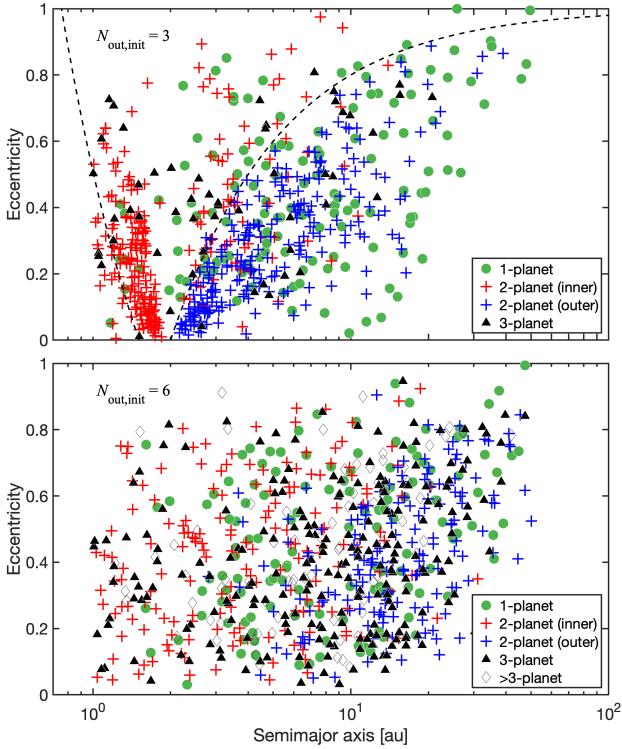 N_out,init = 3
1
0.8
0.6
0.4
0.2
0
Eccentricity
1-planet
2-planet (inner)
2-planet (outer)
3-planet
N_out,init = 6
1
0.8
0.6
0.4
0.2
0
Eccentricity
1-planet
2-planet (inner)
2-planet (outer)
3-planet
>3-planet
10^0
10^1
10^2
Semimajor axis [au]